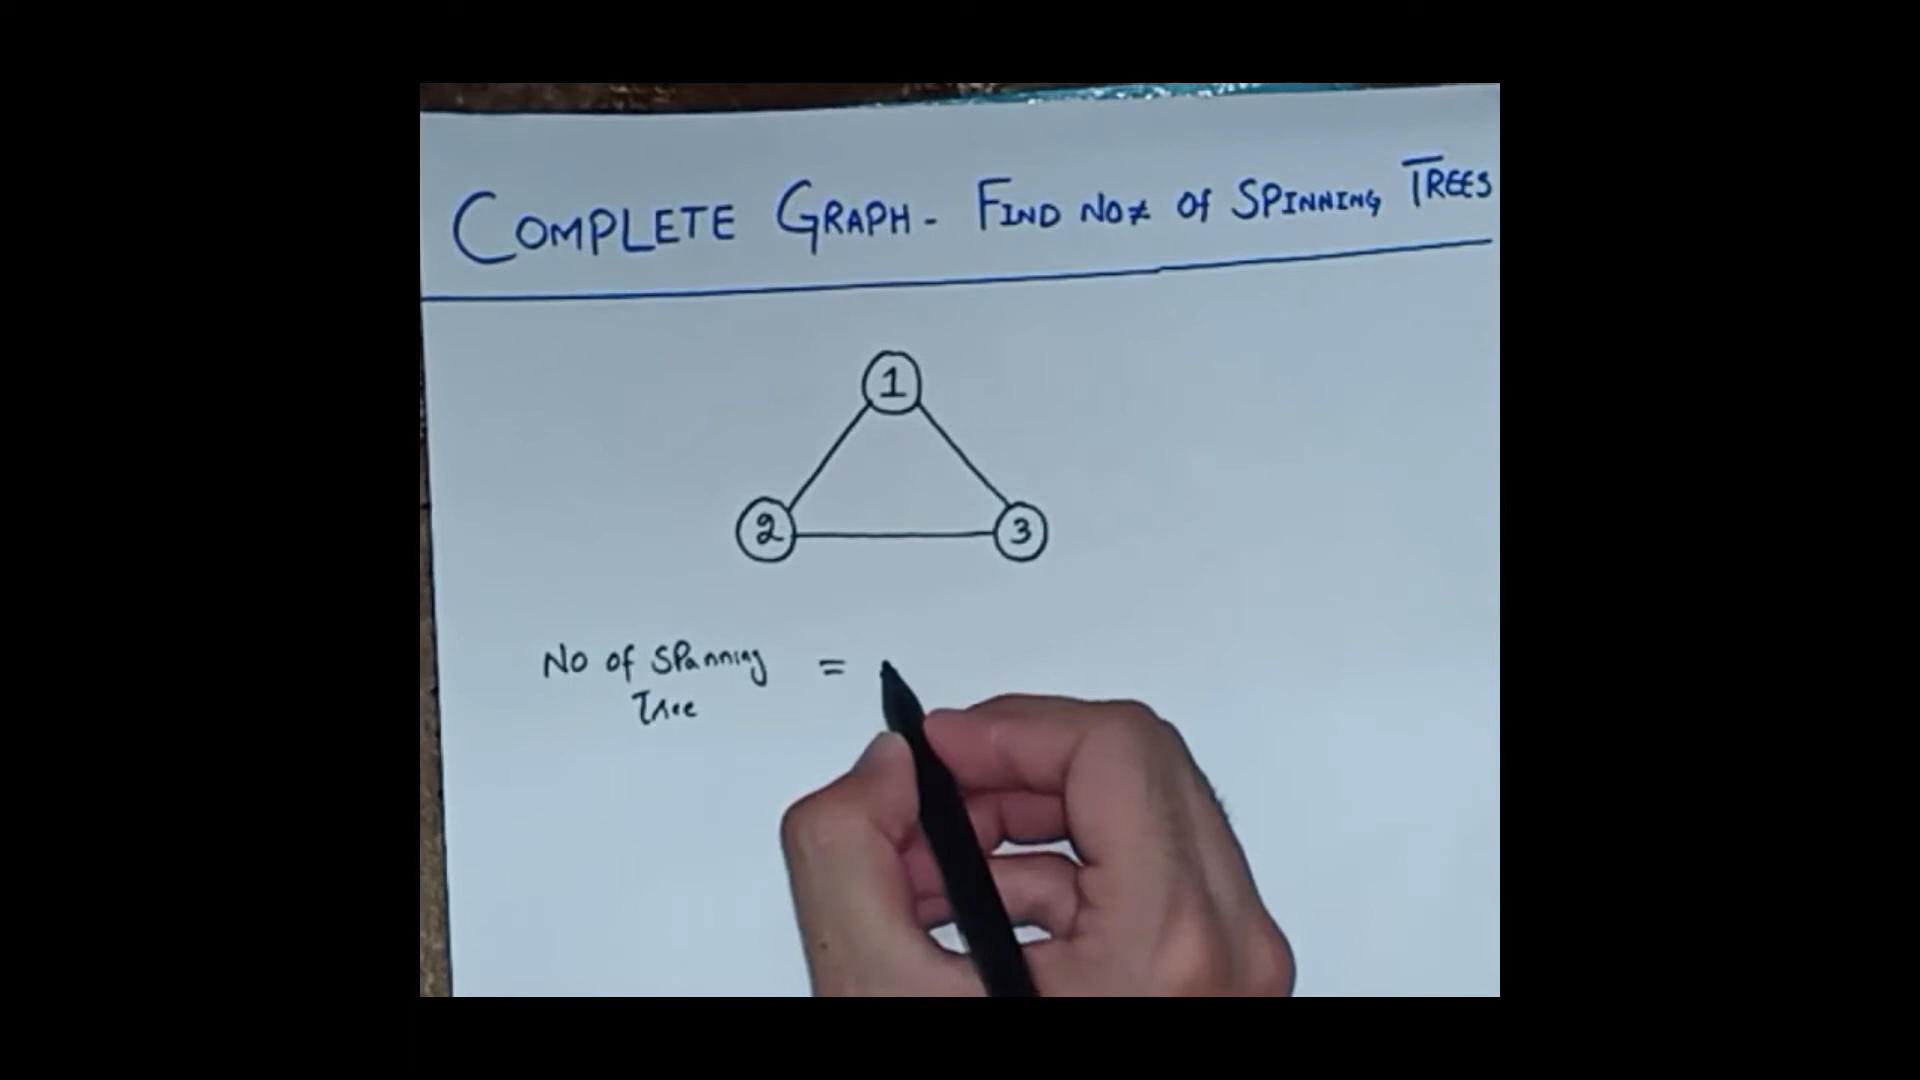 COMPLETE GRAPH - FIND NO≠ Of SPINNING TREES
1
2 3
No of Spanning =
Tree